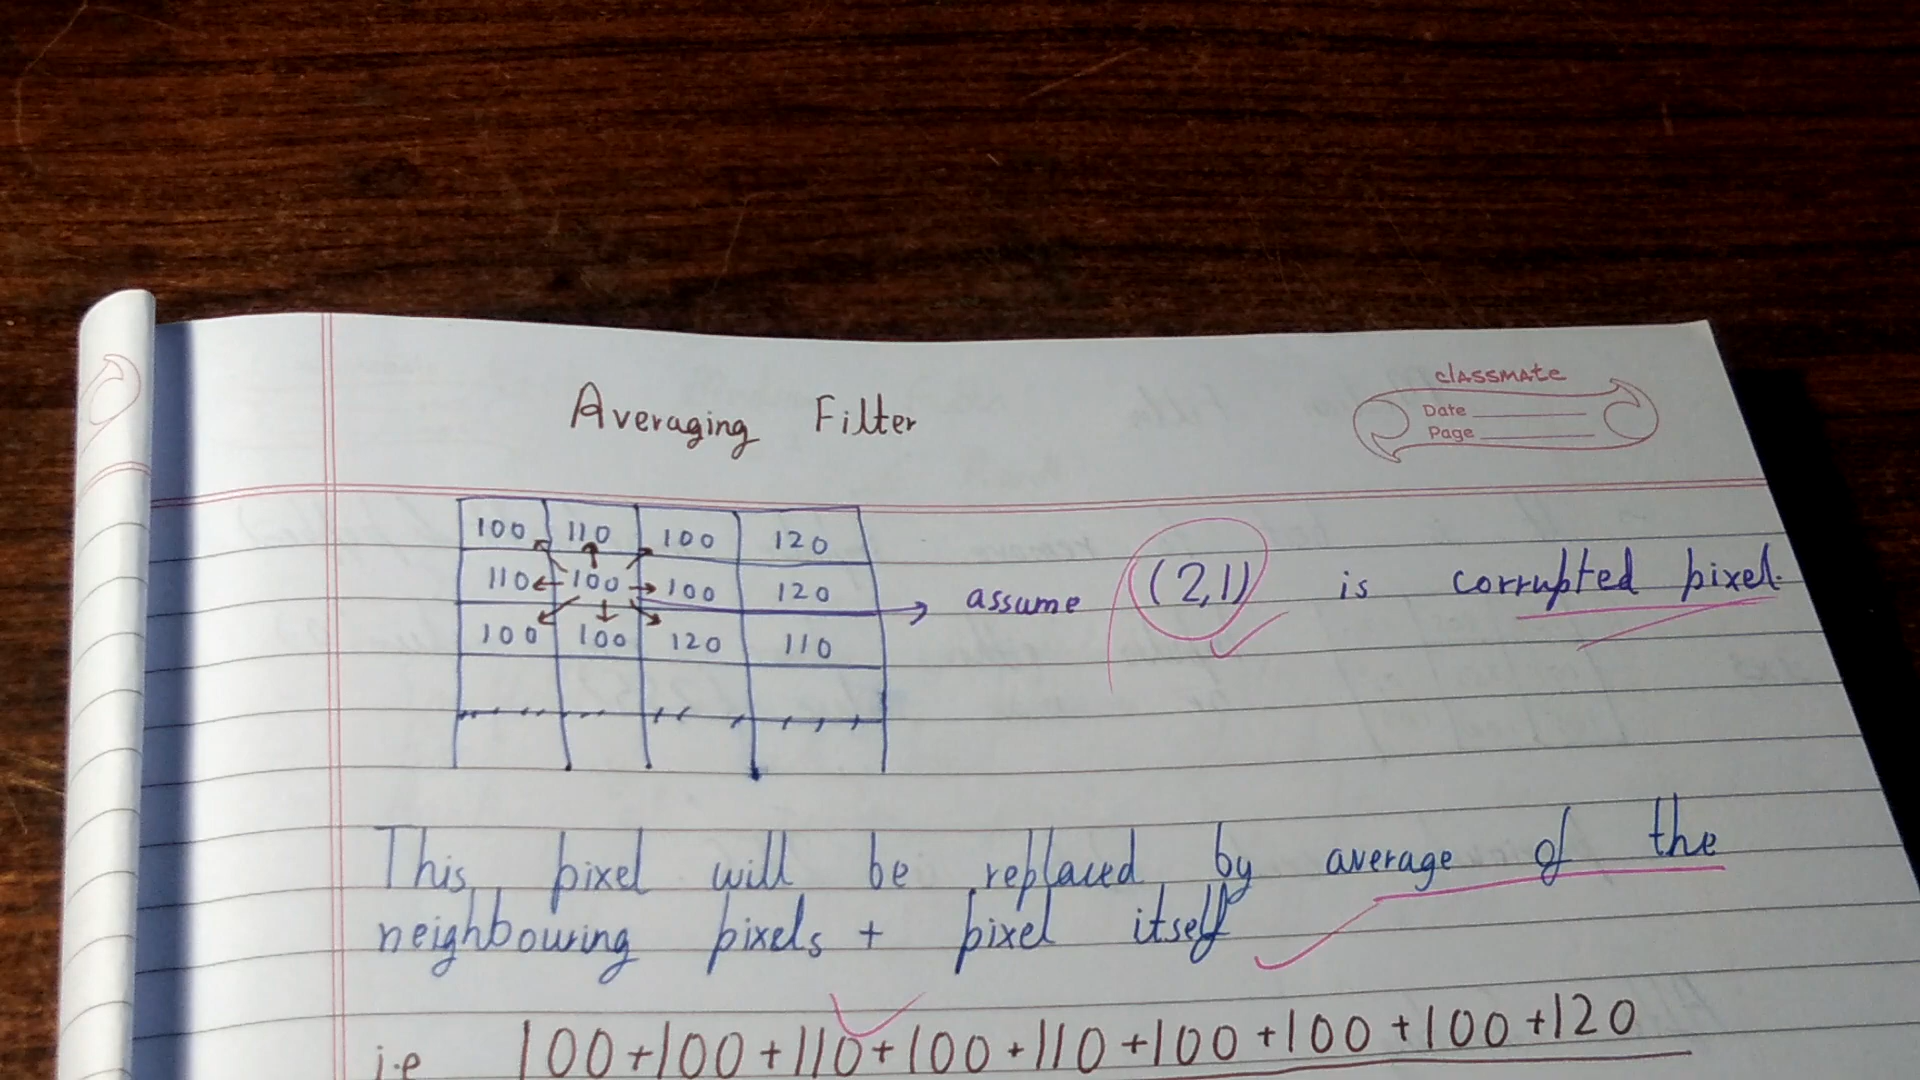 classmate
Date
Page
Averaging Filter
100 110 100 120
110 100 100 120
100 100 120 110
assume (2,1) is corrupted pixel.
This pixel will be replaced by average of the
neighbouring pixels + pixel itself
i.e 100+100+110+100+110+100+100+100+120